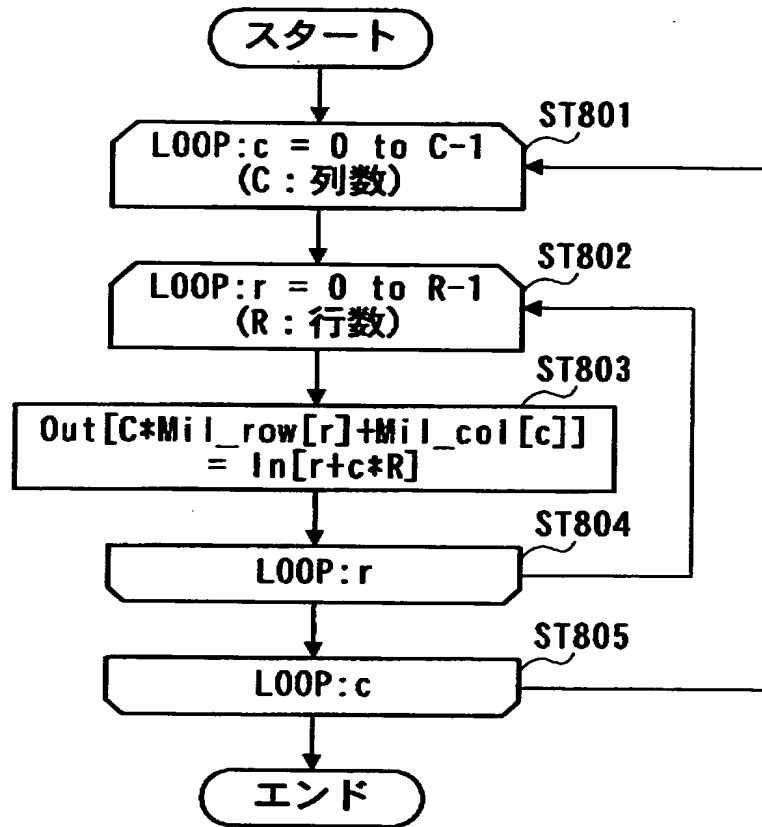 スタート
ST801
LOOP:c = 0 to C-1
(C:列数)
ST802
LOOP:r = 0 to R-1
(R:行数)
ST803
Out[C*Mil_row[r]+Mil_col[c]]
= In[r+c*R]
ST804
LOOP:r
ST805
LOOP:c
エンド